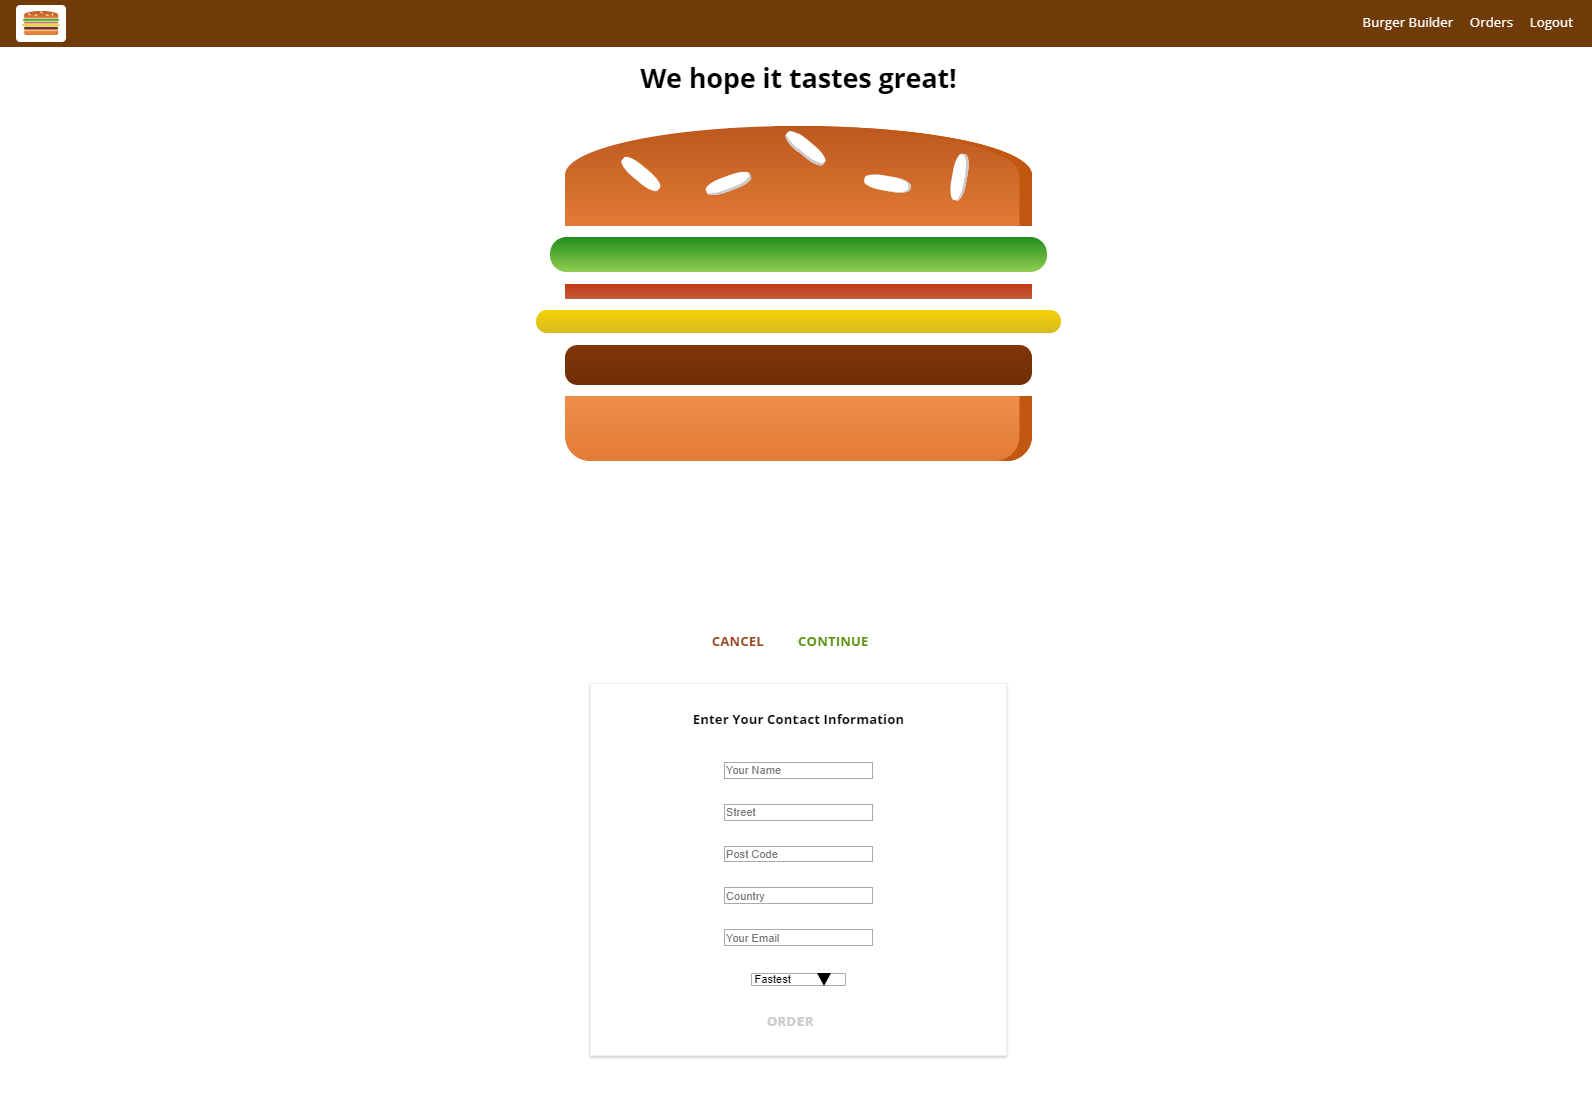 Burger Builder Orders Logout
We hope it tastes great!
CANCEL CONTINUE
Enter Your Contact Information
Your Name
Street
Post Code
Country
Your Email
Fastest
ORDER